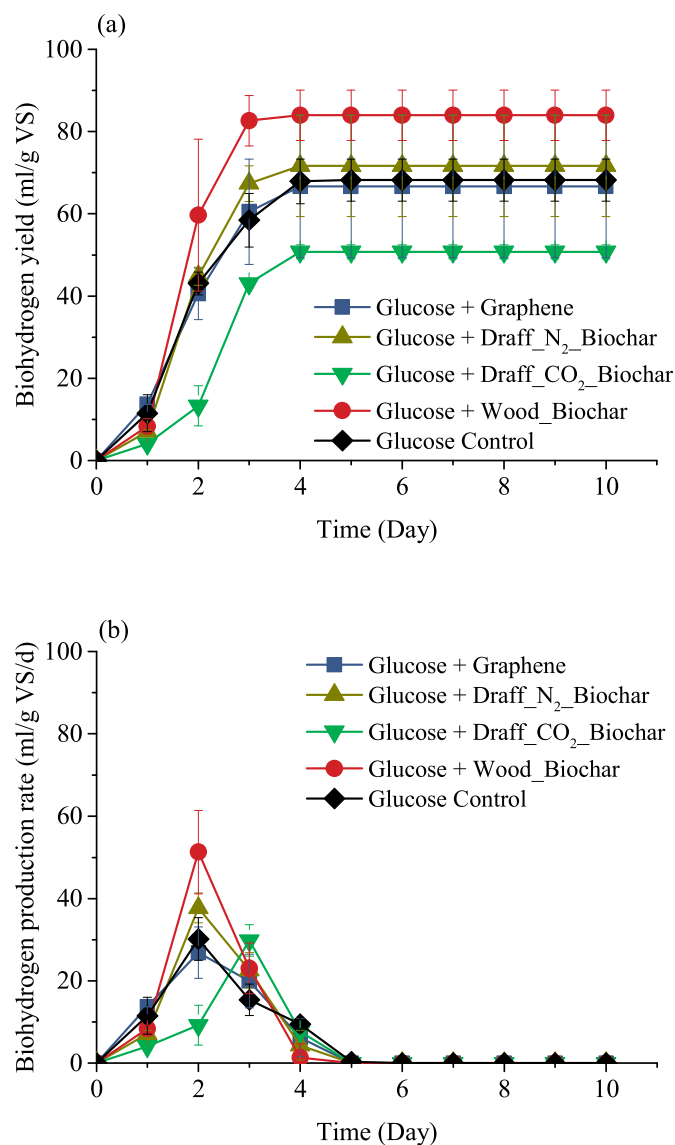 (a)
100
80
60
40
20
0
Biohydrogen yield (ml/g VS)
Glucose + Graphene
Glucose + Draff_N₂_Biochar
Glucose + Draff_CO₂_Biochar
Glucose + Wood_Biochar
Glucose Control
0 2 4 6 8 10
Time (Day)
(b)
100
80
60
40
20
0
Biohydrogen production rate (ml/g VS/d)
Glucose + Graphene
Glucose + Draff_N₂_Biochar
Glucose + Draff_CO₂_Biochar
Glucose + Wood_Biochar
Glucose Control
0 2 4 6 8 10
Time (Day)